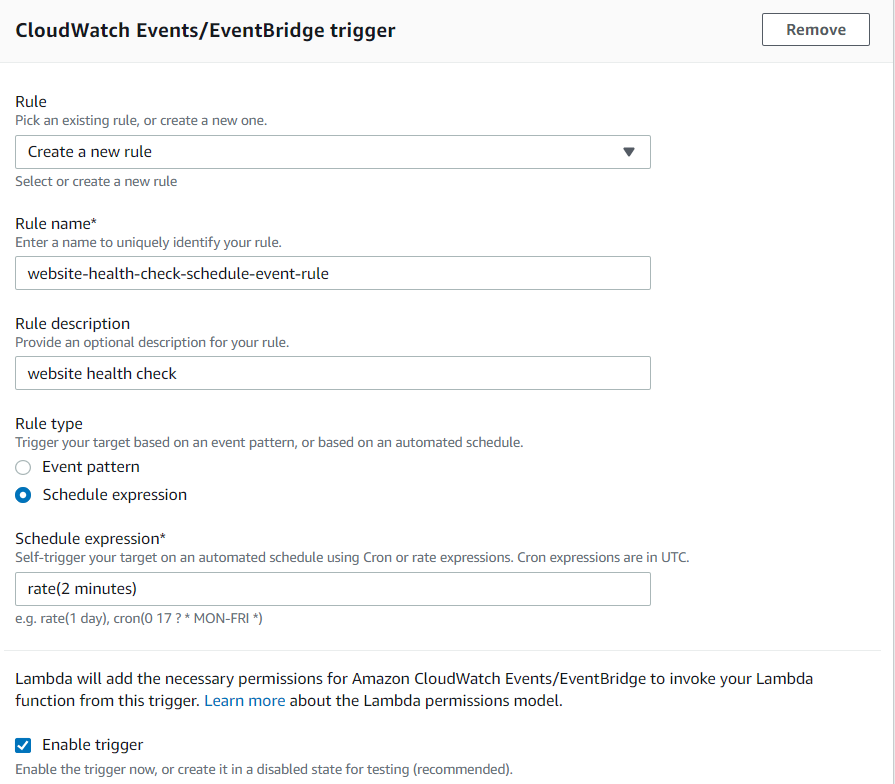 CloudWatch Events/EventBridge trigger
Remove
Rule
Pick an existing rule, or create a new one.
Create a new rule
Select or create a new rule
Rule name*
Enter a name to uniquely identify your rule.
website-health-check-schedule-event-rule
Rule description
Provide an optional description for your rule.
website health check
Rule type
Trigger your target based on an event pattern, or based on an automated schedule.
Event pattern
Schedule expression
Schedule expression*
Self-trigger your target on an automated schedule using Cron or rate expressions. Cron expressions are in UTC.
rate(2 minutes)
e.g. rate(1 day), cron(0 17 ? * MON-FRI *)
Lambda will add the necessary permissions for Amazon CloudWatch Events/EventBridge to invoke your Lambda
function from this trigger. Learn more about the Lambda permissions model.
Enable trigger
Enable the trigger now, or create it in a disabled state for testing (recommended).